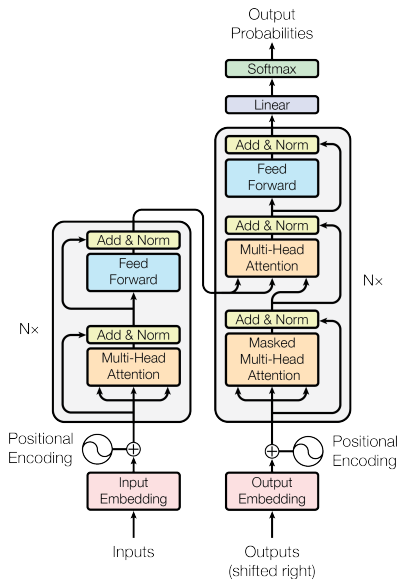 Output
Probabilities
Softmax
Linear
Add & Norm
Feed
Forward
Add & Norm
Multi-Head
Attention
Add & Norm
Masked
Multi-Head
Attention
Nx
Add & Norm
Feed
Forward
Add & Norm
Multi-Head
Attention
Nx
Positional
Encoding
Positional
Encoding
Input
Embedding
Output
Embedding
Inputs
Outputs
(shifted right)